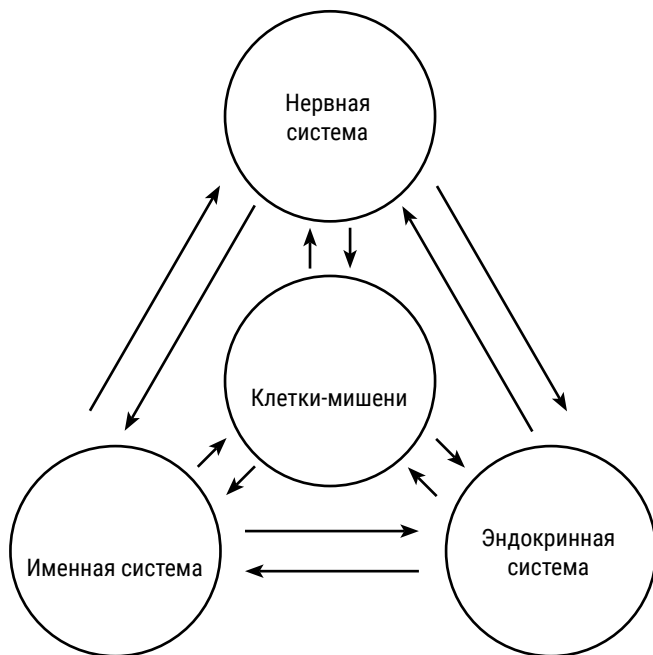 Нервная
система
Клетки-мишени
Именная система
Эндокринная
система